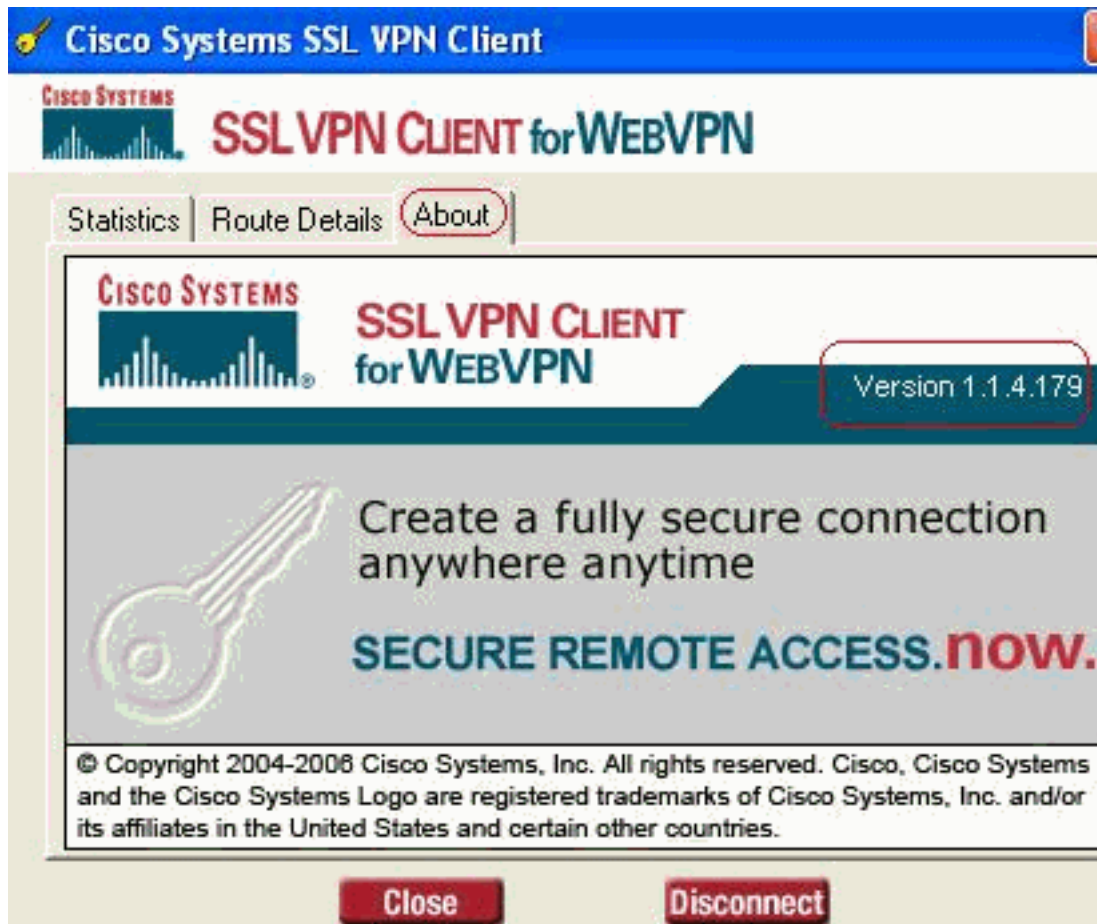 Cisco Systems SSL VPN Client
CISCO SYSTEMS
SSL VPN CLIENT for WEBVPN
Statistics
Route Details
About
CISCO SYSTEMS
SSL VPN CLIENT
for WEBVPN
Version 1.1.4.179
Create a fully secure connection
anywhere anytime
SECURE REMOTE ACCESS.now.
© Copyright 2004-2006 Cisco Systems, Inc. All rights reserved. Cisco, Cisco Systems
and the Cisco Systems Logo are registered trademarks of Cisco Systems, Inc. and/or
its affiliates in the United States and certain other countries.
Close
Disconnect